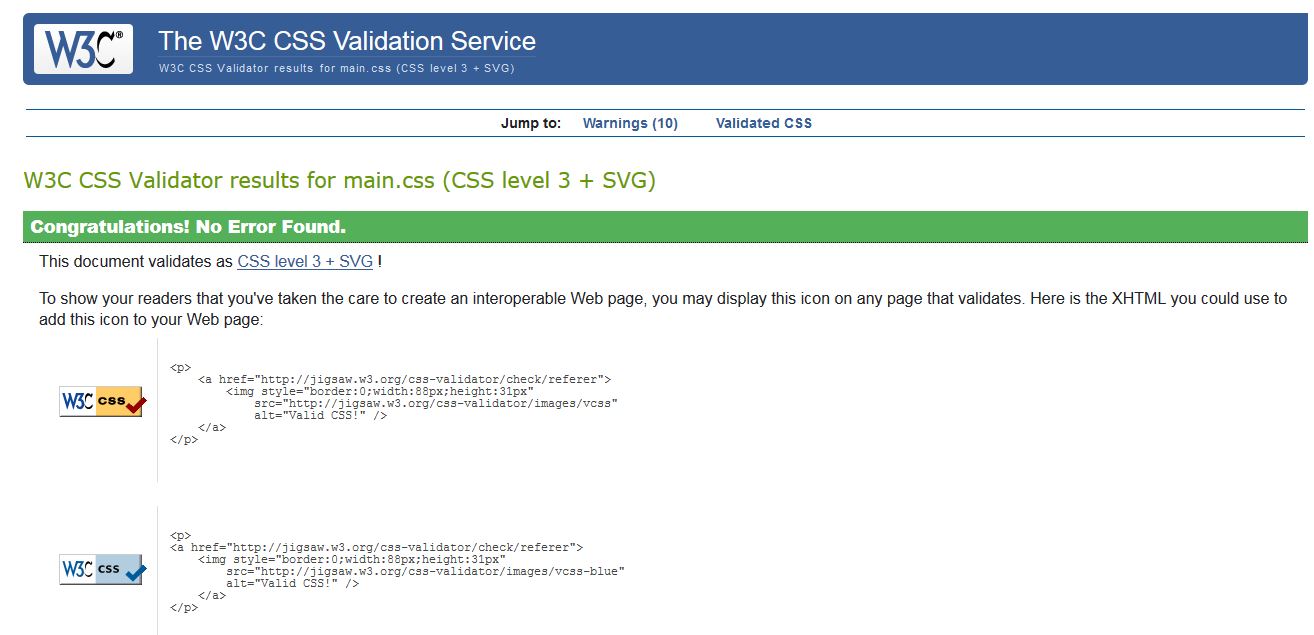 W3C®
The W3C CSS Validation Service
W3C CSS Validator results for main.css (CSS level 3 + SVG)
Jump to: Warnings (10) Validated CSS
W3C CSS Validator results for main.css (CSS level 3 + SVG)
Congratulations! No Error Found.
This document validates as CSS level 3 + SVG !
To show your readers that you've taken the care to create an interoperable Web page, you may display this icon on any page that validates. Here is the XHTML you could use to
add this icon to your Web page:
W3C css
<p>
    <a href="http://jigsaw.w3.org/css-validator/check/referer">
        <img style="border:0;width:88px;height:31px"
            src="http://jigsaw.w3.org/css-validator/images/vcss"
            alt="Valid CSS!" />
    </a>
</p>
W3C css
<p>
<a href="http://jigsaw.w3.org/css-validator/check/referer">
    <img style="border:0;width:88px;height:31px"
        src="http://jigsaw.w3.org/css-validator/images/vcss-blue"
        alt="Valid CSS!" />
    </a>
</p>